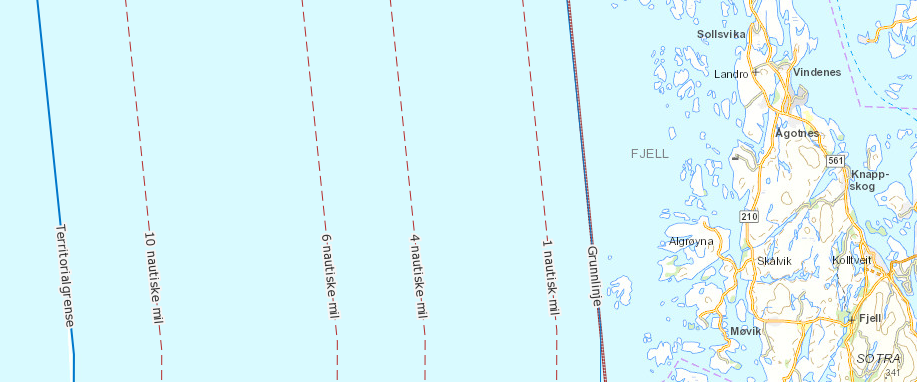 Sollsvika
Landro
Vindenes
Ågotnes
FJELL
561
Knapp-
skog
210
Algrøyna
Skålvik
Kolltveit
Fjell
Møvik
SOTRA
341
Territorialgrense
10 nautiske mil
6 nautiske mil
4 nautiske mil
1 nautisk mil
Grunnlinje